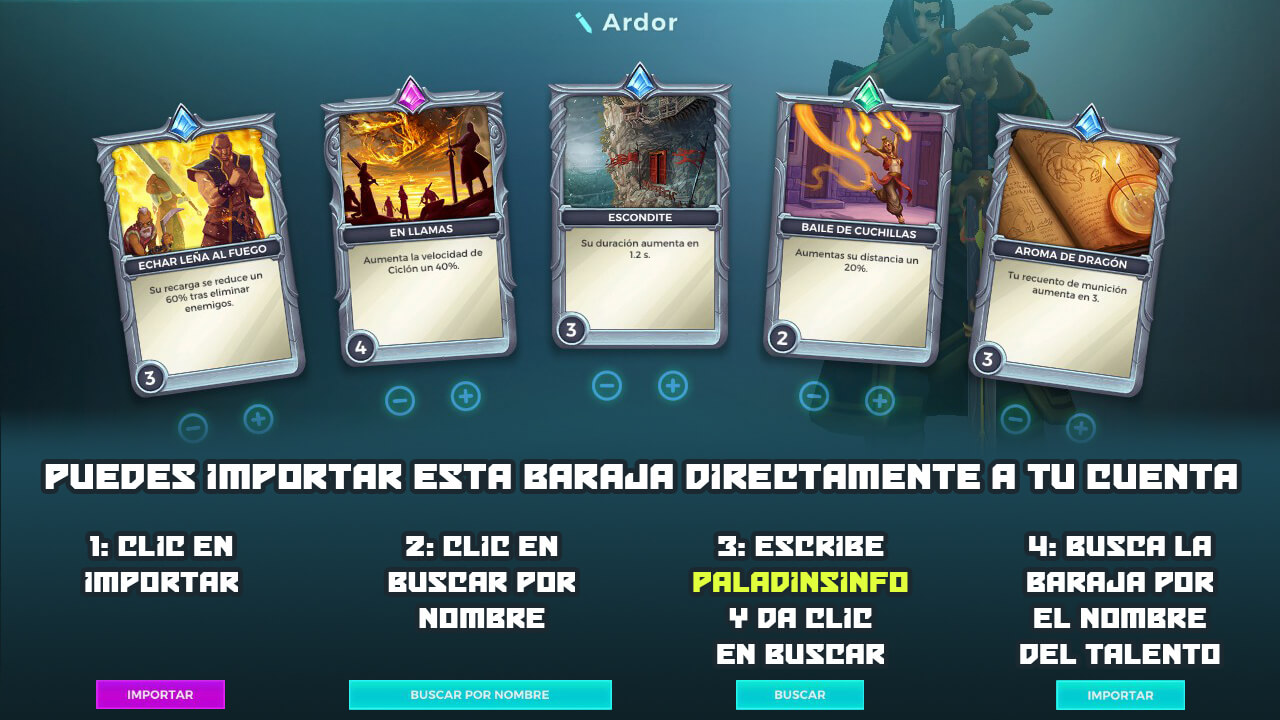 Ardor
ECHAR LEÑA AL FUEGO
Su recarga se reduce un
60% tras eliminar
enemigos.
3
EN LLAMAS
Aumenta la velocidad de
Ciclón un 40%.
4
ESCONDITE
Su duración aumenta en
1.2 s.
3
BAILE DE CUCHILLAS
Aumentas su distancia un
20%.
2
AROMA DE DRAGÓN
Tu recuento de munición
aumenta en 3.
3
PUEDES IMPORTAR ESTA BARAJA DIRECTAMENTE A TU CUENTA
1: CLIC EN
IMPORTAR
IMPORTAR
2: CLIC EN
BUSCAR POR
NOMBRE
BUSCAR POR NOMBRE
3: ESCRIBE
PALADINSINFO
Y DA CLIC
EN BUSCAR
BUSCAR
4: BUSCA LA
BARAJA POR
EL NOMBRE
DEL TALENTO
IMPORTAR